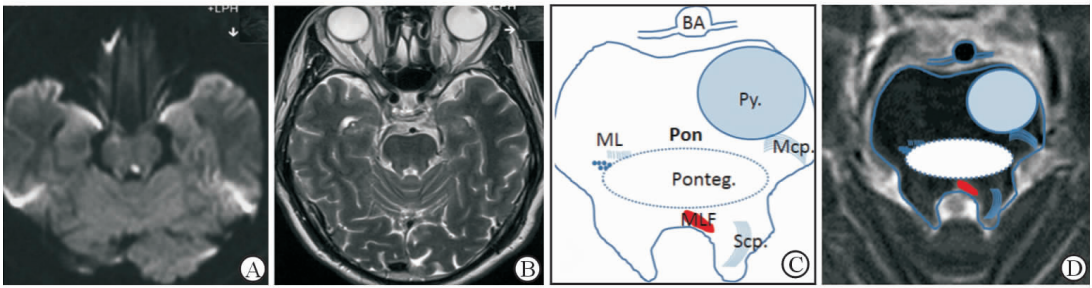 +LPH
A
+LPH
B
BA
Py.
ML
Pon
Mcp.
Ponteg.
MLF
Scp.
C
D